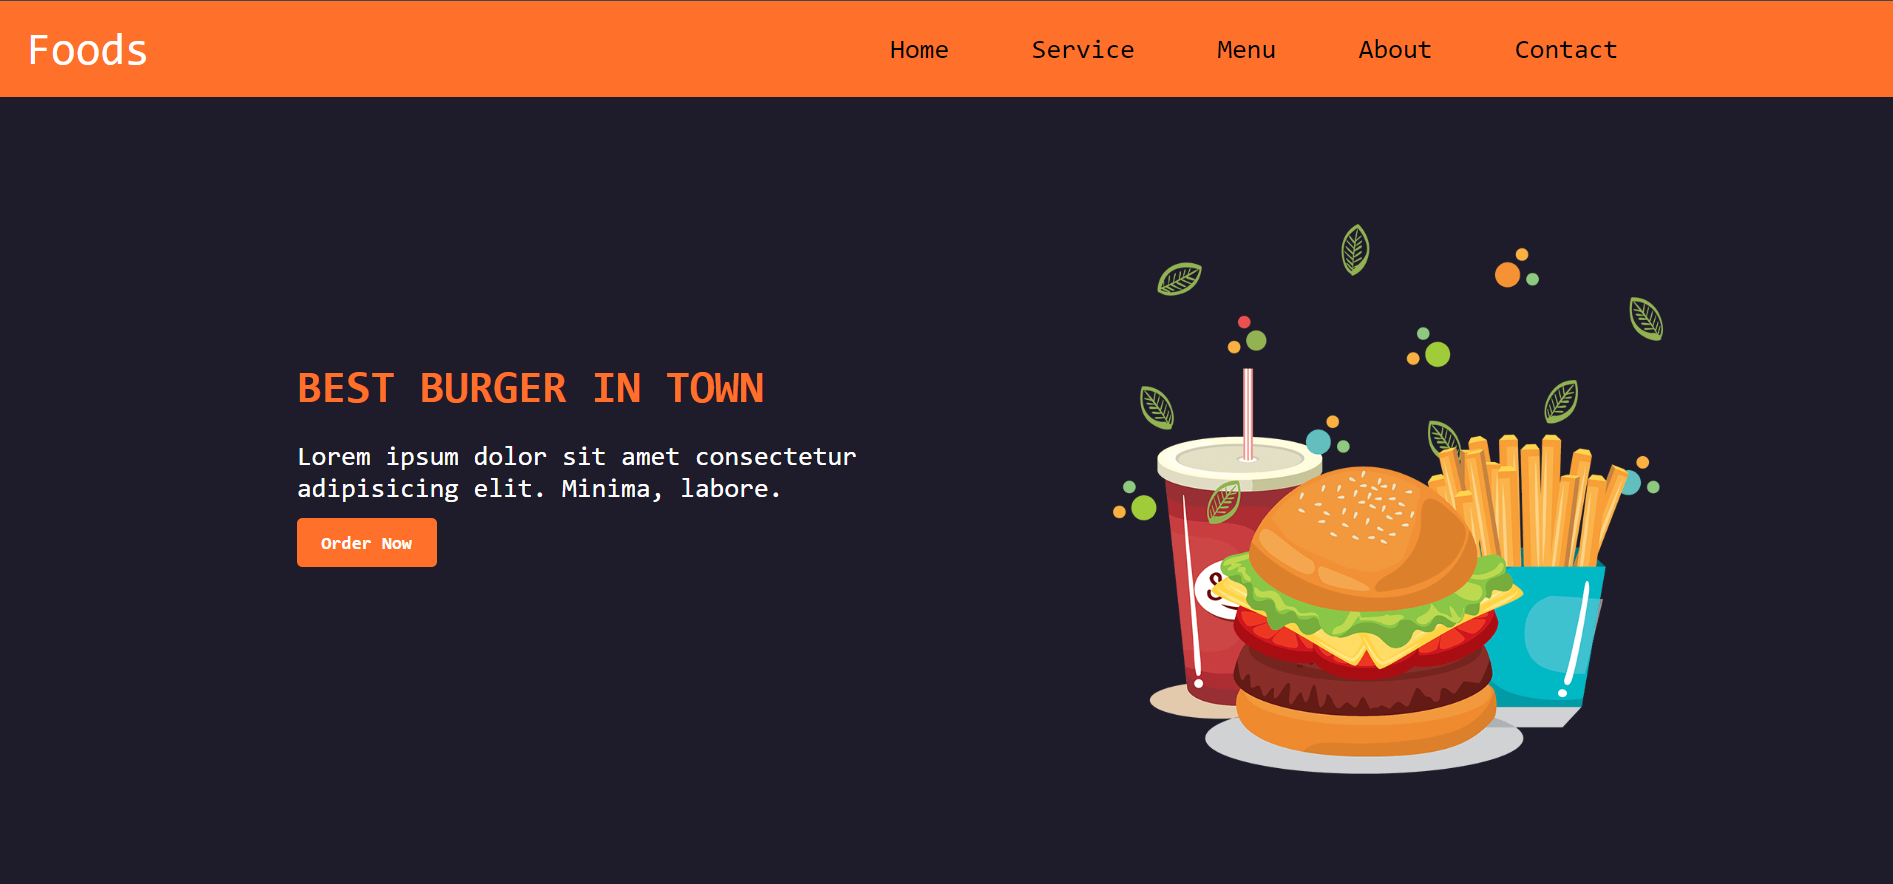 Foods
Home Service Menu About Contact
BEST BURGER IN TOWN
Lorem ipsum dolor sit amet consectetur
adipisicing elit. Minima, labore.
Order Now